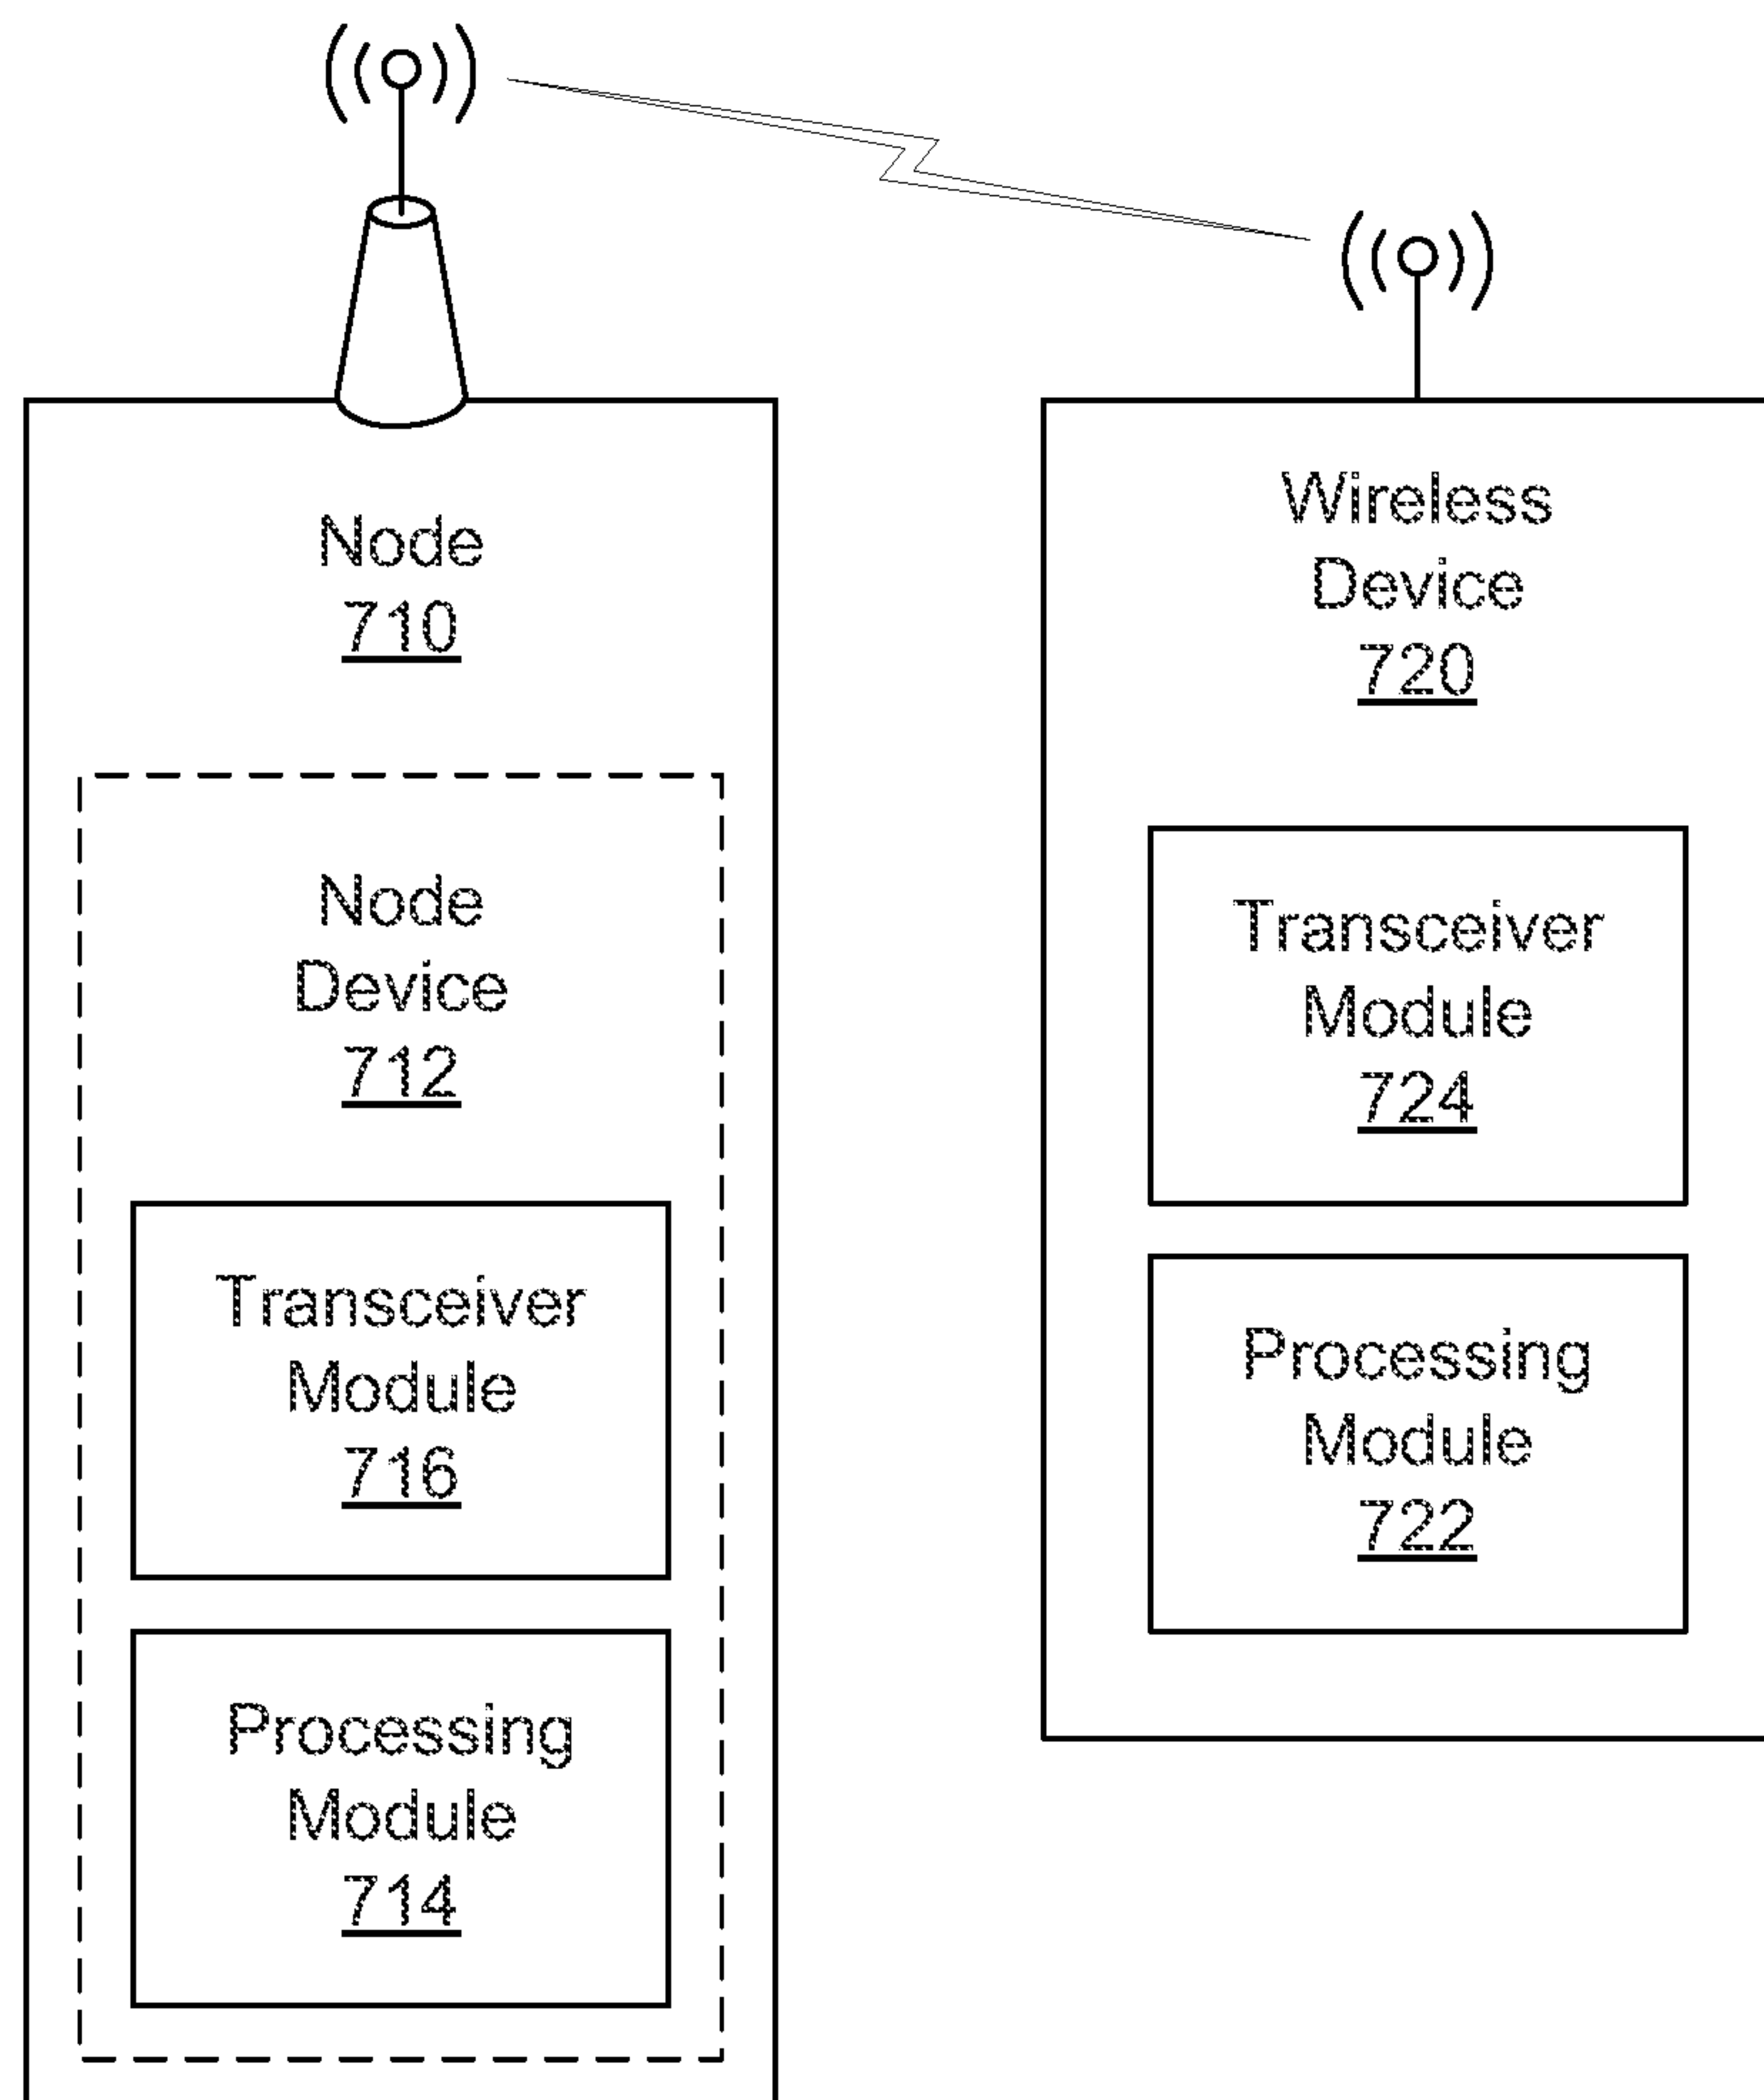 Node
710
Node
Device
712
Transceiver
Module
716
Processing
Module
714
Wireless
Device
720
Transceiver
Module
724
Processing
Module
722